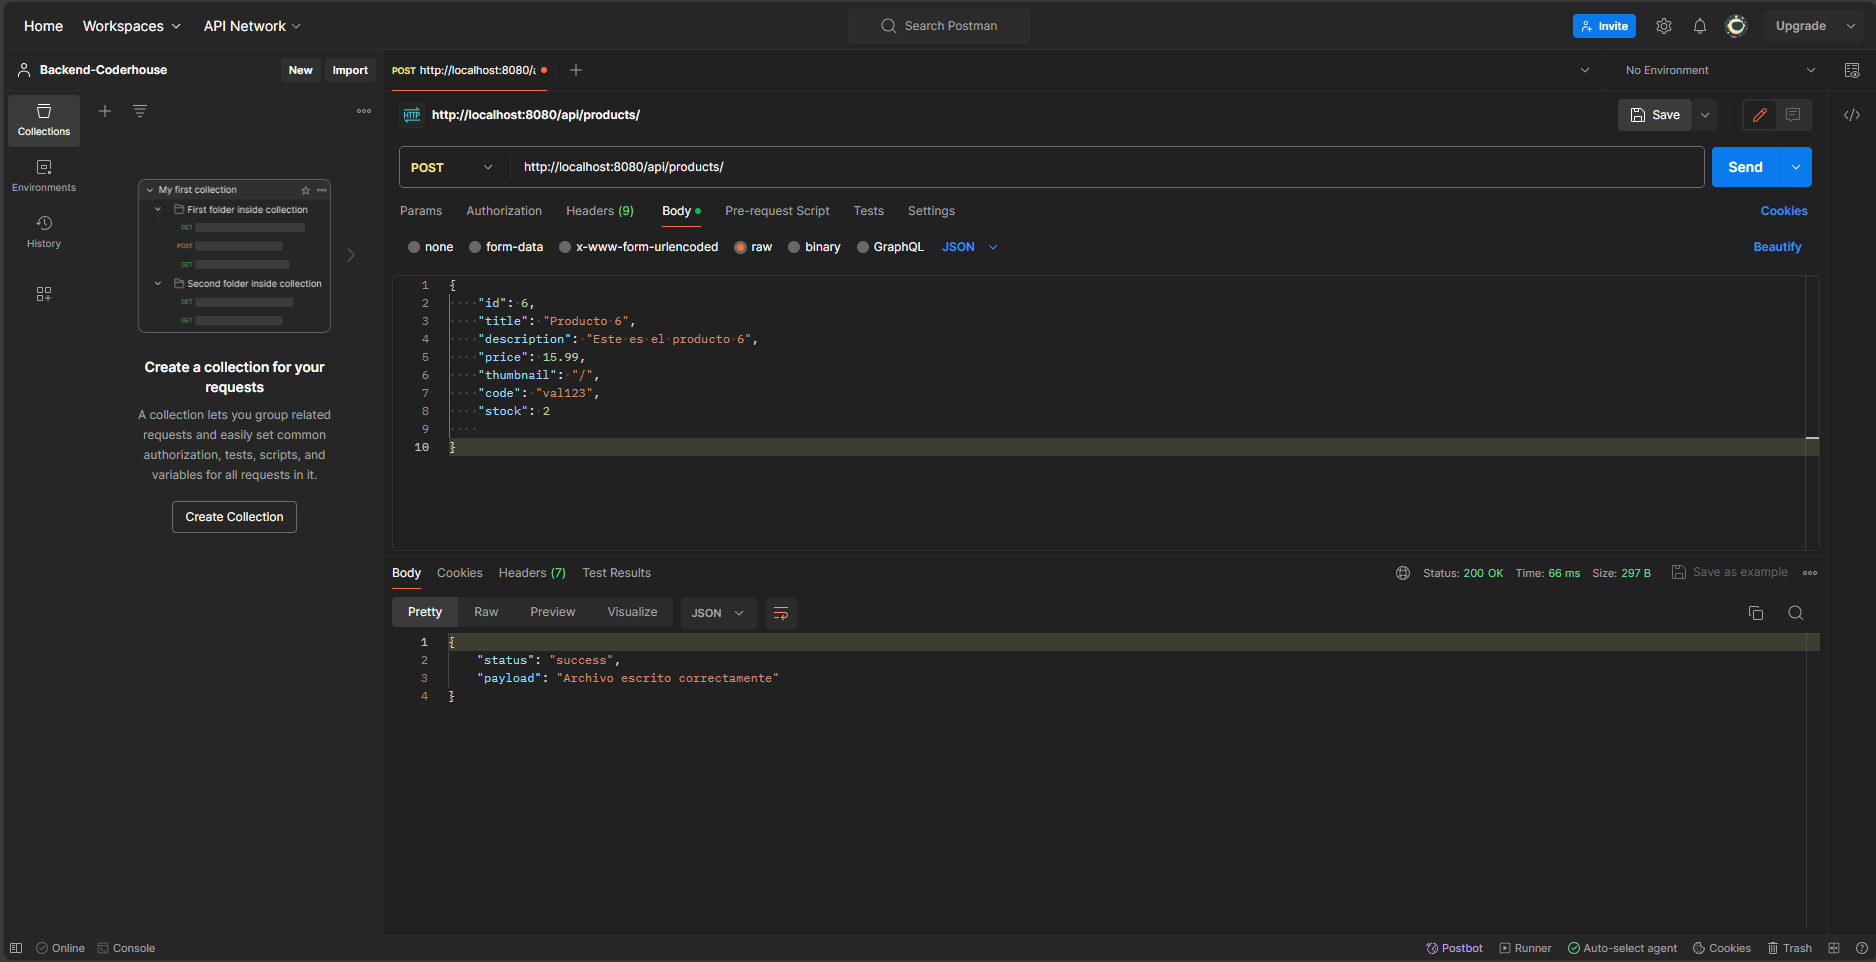 Home Workspaces API Network Search Postman Invite Upgrade
Backend-Coderhouse New Import POST http://localhost:8080/a No Environment
Collections
Environments
History
My first collection
First folder inside collection
GET
POST
GET
Second folder inside collection
GET
GET
Create a collection for your
requests
A collection lets you group related
requests and easily set common
authorization, tests, scripts, and
variables for all requests in it.
Create Collection
HTTP http://localhost:8080/api/products/ Save
POST http://localhost:8080/api/products/ Send
Params Authorization Headers (9) Body Pre-request Script Tests Settings Cookies
none form-data x-www-form-urlencoded raw binary GraphQL JSON Beautify
1 {
2 "id": 6,
3 "title": "Producto 6",
4 "description": "Este es el producto 6",
5 "price": 15.99,
6 "thumbnail": "/",
7 "code": "val123",
8 "stock": 2
9
10 }
Body Cookies Headers (7) Test Results Status: 200 OK Time: 66 ms Size: 297 B Save as example
Pretty Raw Preview Visualize JSON
1 {
2 "status": "success",
3 "payload": "Archivo escrito correctamente"
4 }
Online Console Postbot Runner Auto-select agent Cookies Trash